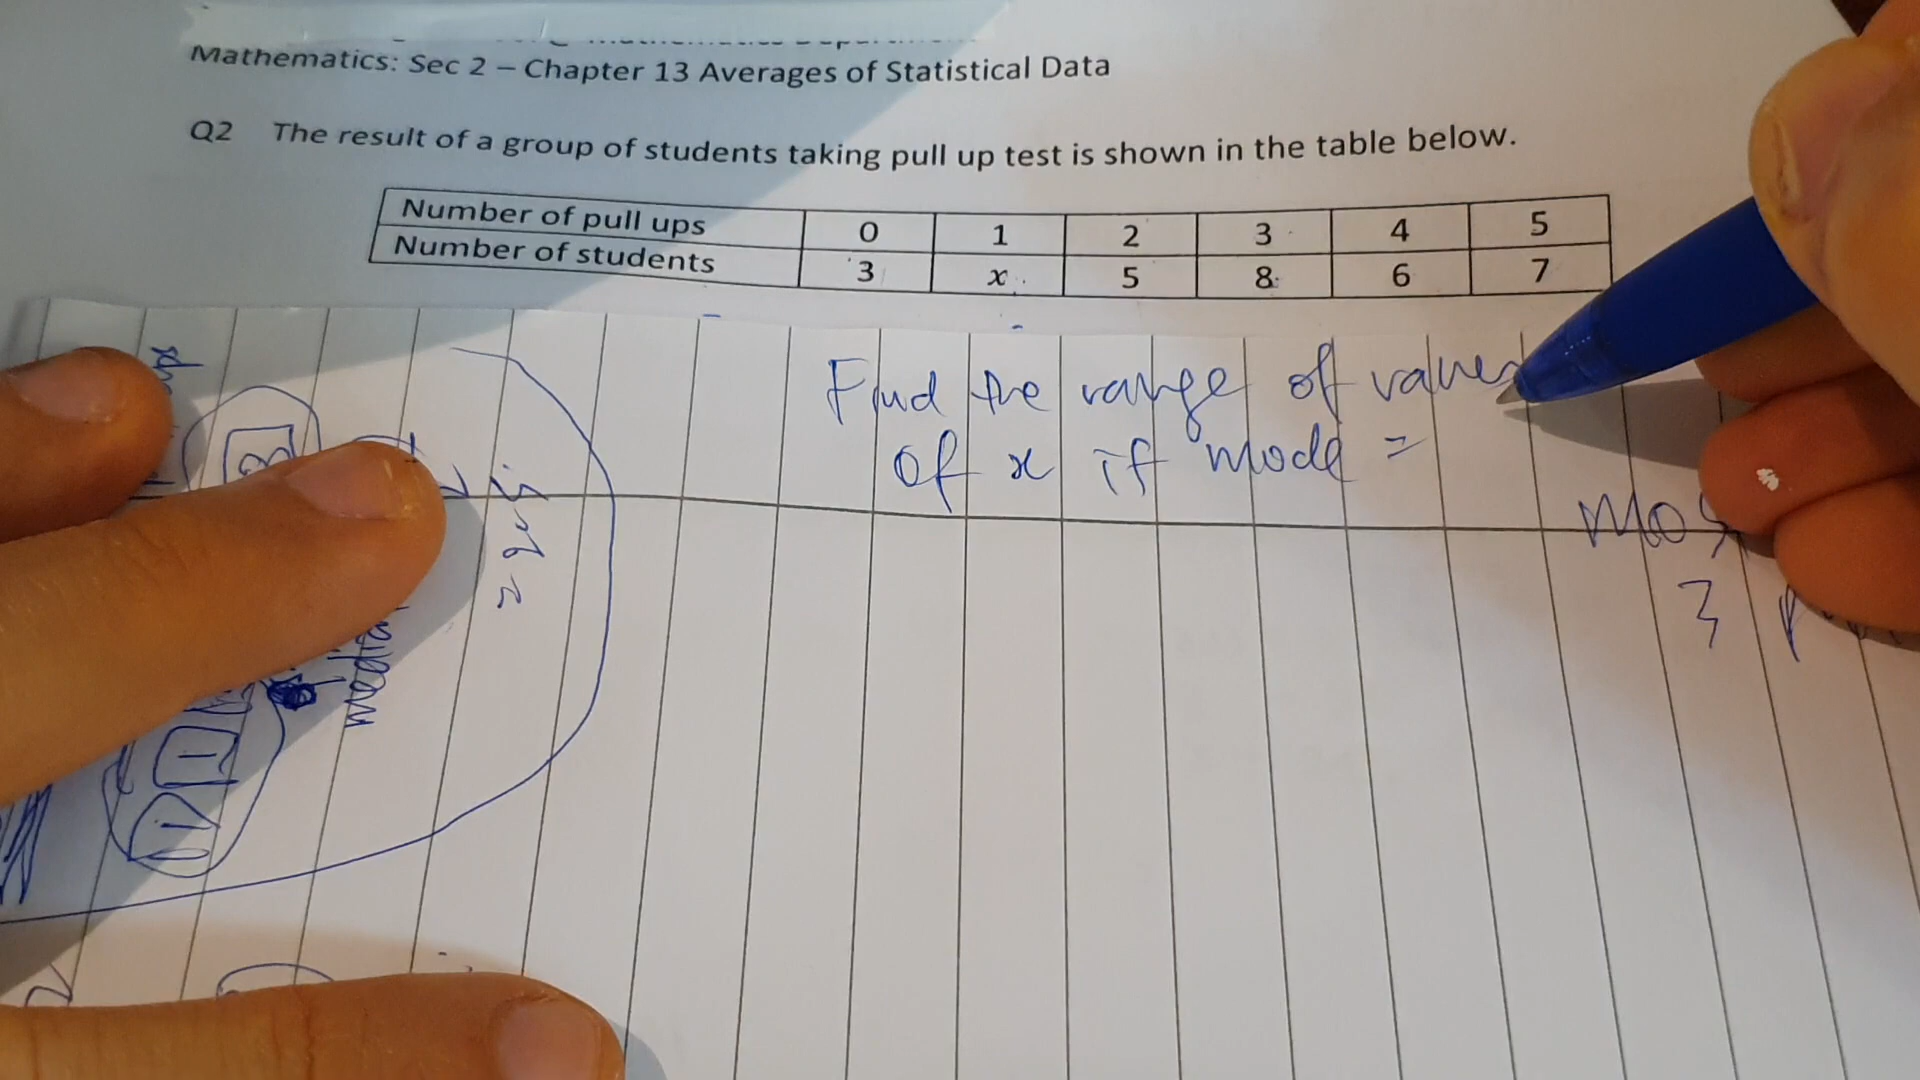 Mathematics: Sec 2 – Chapter 13 Averages of Statistical Data
Q2 The result of a group of students taking pull up test is shown in the table below.
Number of pull ups 0 1 2 3 4 5
Number of students 3 x 5 8 6 7
Find the range of values
of x if mode =
Mos
3
media